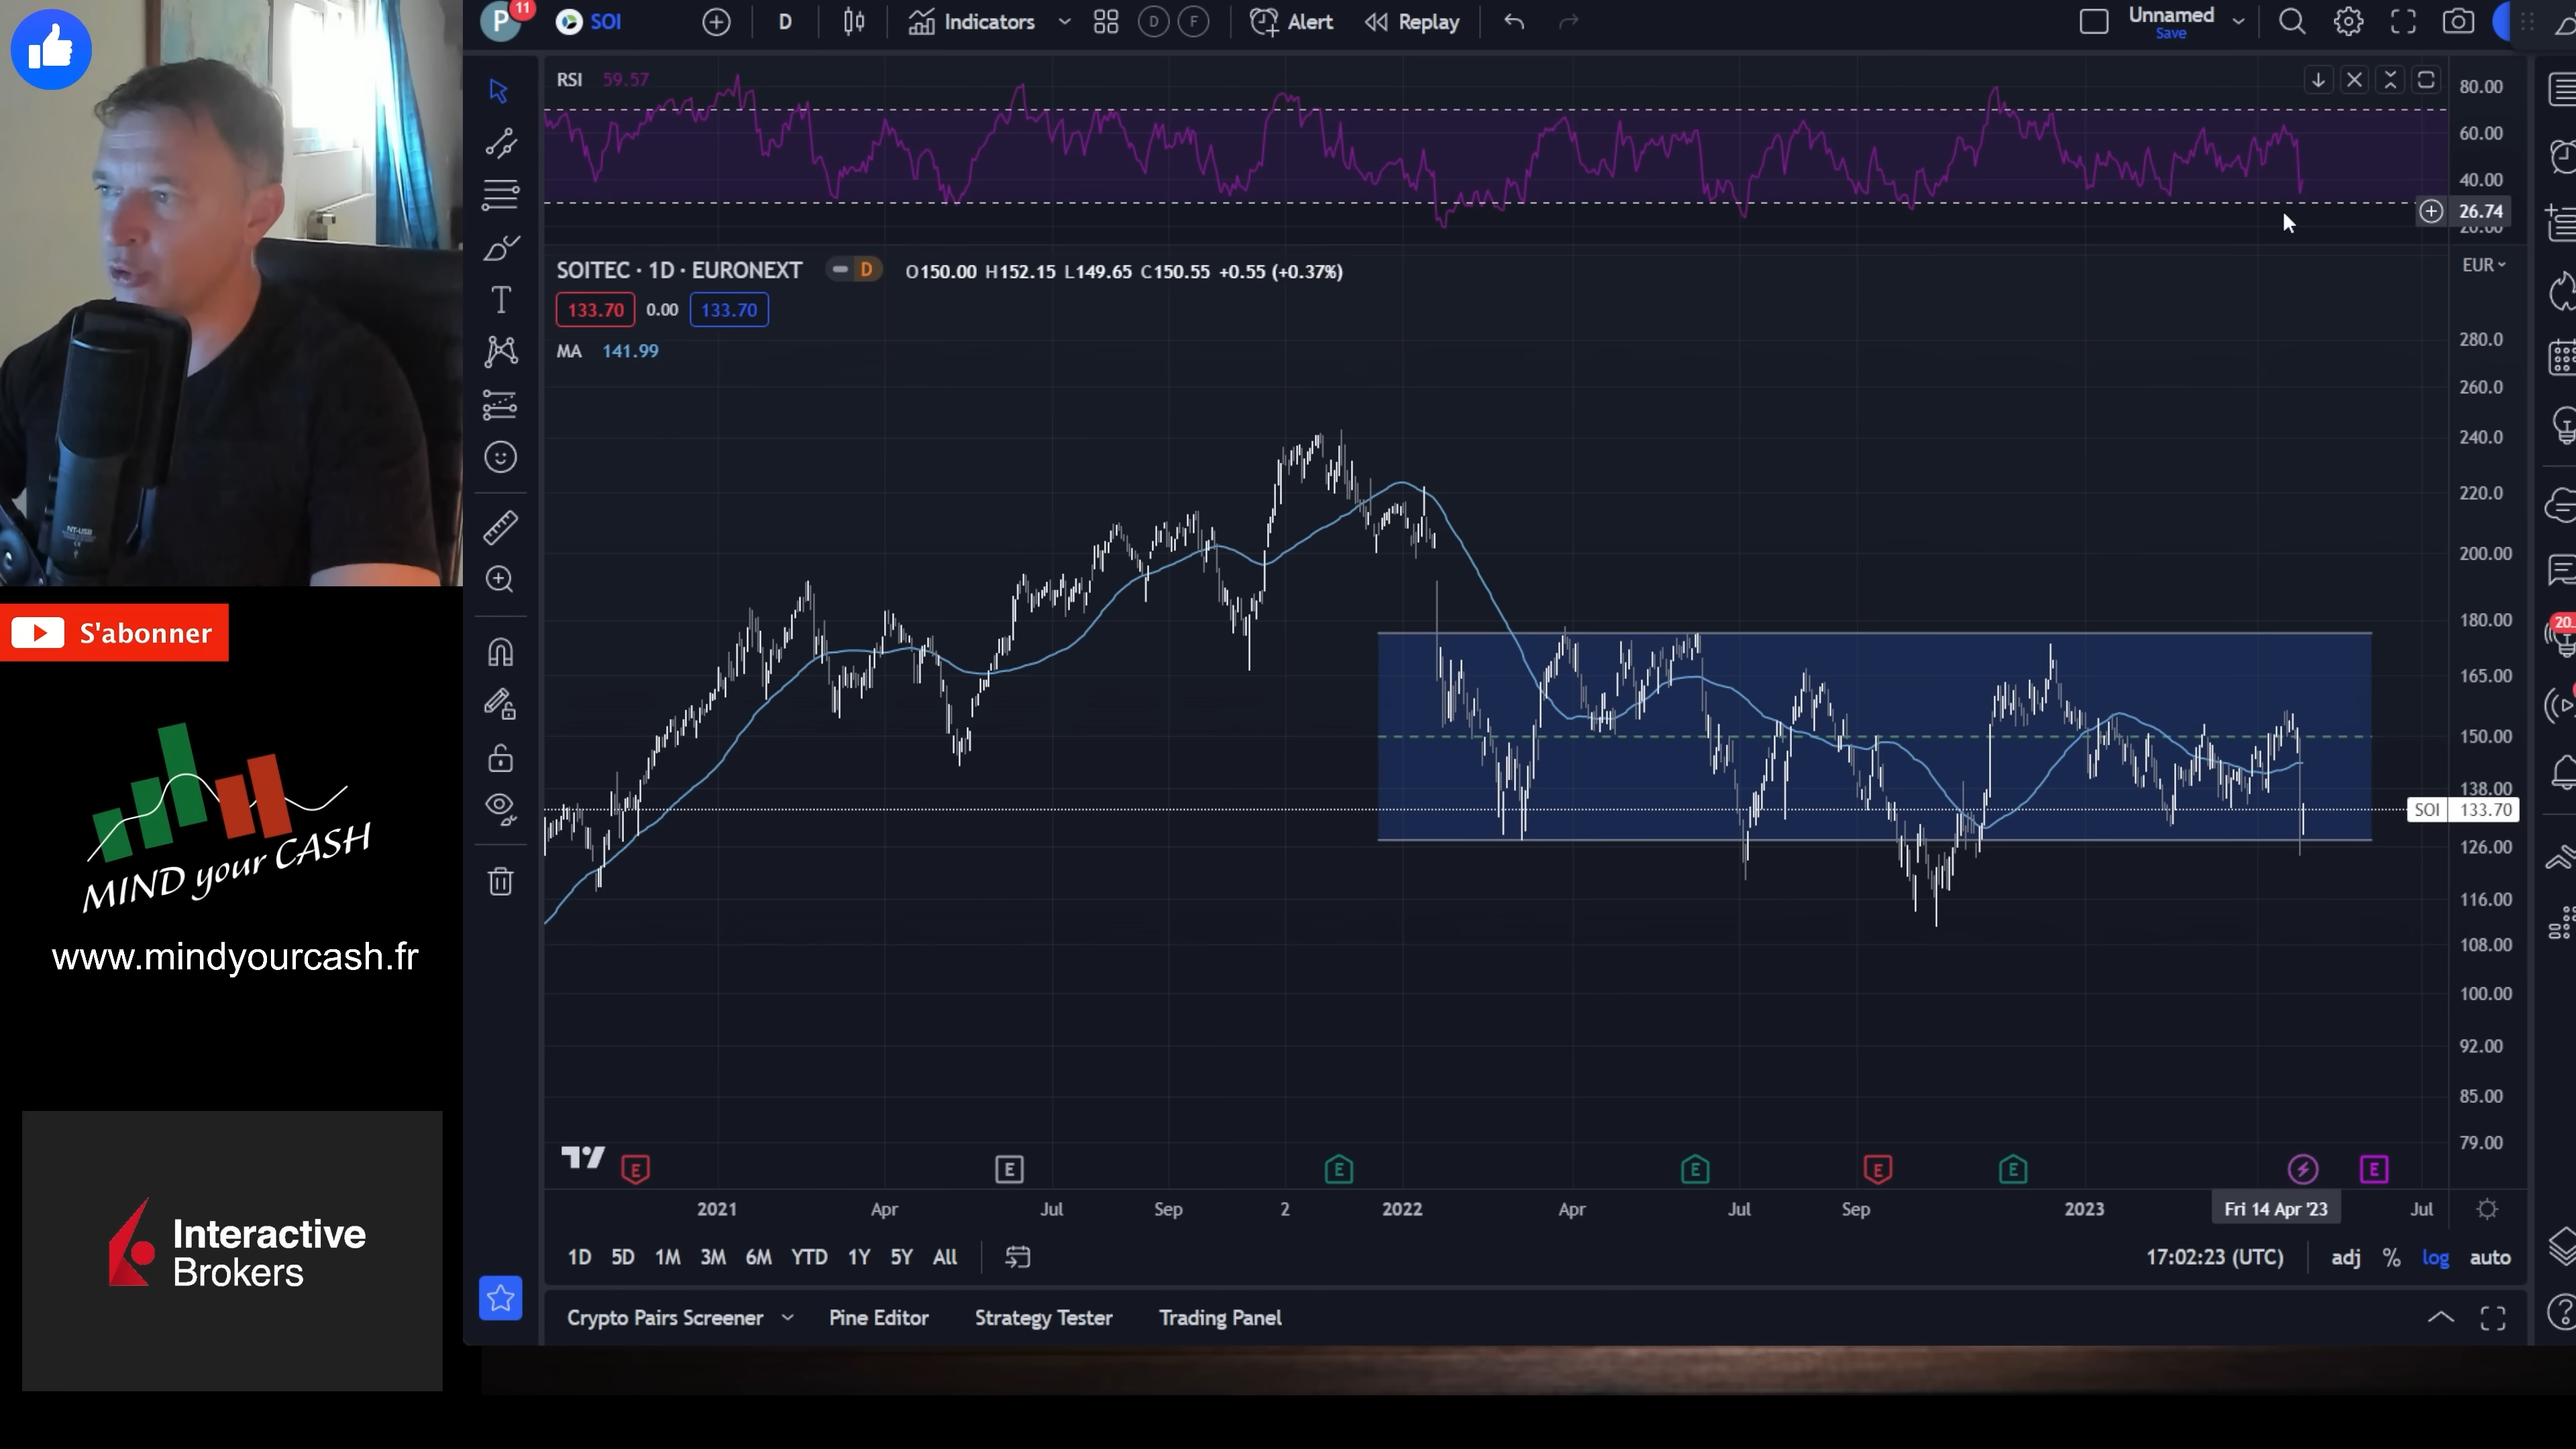 P
11
SOI
D
Indicators
D
F
Alert
Replay
Unnamed
Save
RSI 59.57
80.00
60.00
40.00
26.74
SOITEC · 1D · EURONEXT
D
O150.00 H152.15 L149.65 C150.55 +0.55 (+0.37%)
EUR
133.70 0.00 133.70
MA 141.99
280.0
260.0
240.0
220.0
200.00
180.00
165.00
150.00
138.00
SOI 133.70
126.00
116.00
108.00
100.00
92.00
85.00
79.00
20.
NT-USB
S'abonner
MIND your CASH
www.mindyourcash.fr
Interactive
Brokers
E
E
E
E
E
E
E
2021 Apr Jul Sep 2 2022 Apr Jul Sep 2023 Fri 14 Apr '23 Jul
1D 5D 1M 3M 6M YTD 1Y 5Y All
17:02:23 (UTC) adj % log auto
Crypto Pairs Screener Pine Editor Strategy Tester Trading Panel